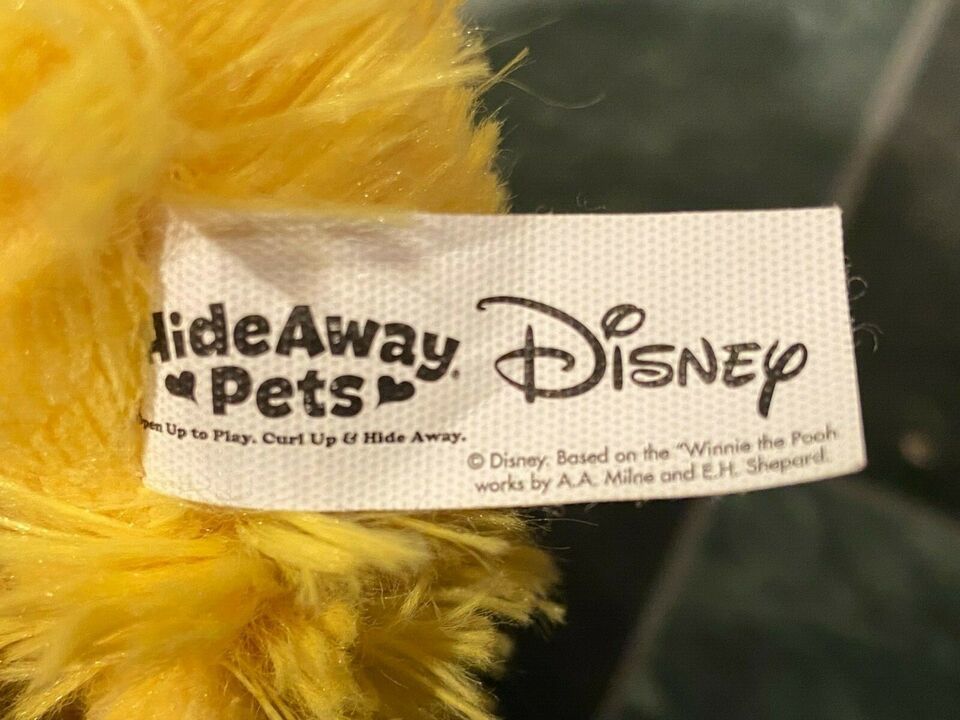 HideAway
Pets
Open Up to Play. Curl Up & Hide Away.
Disney
© Disney. Based on the "Winnie the Pooh
works by A.A. Milne and E.H. Shepard.